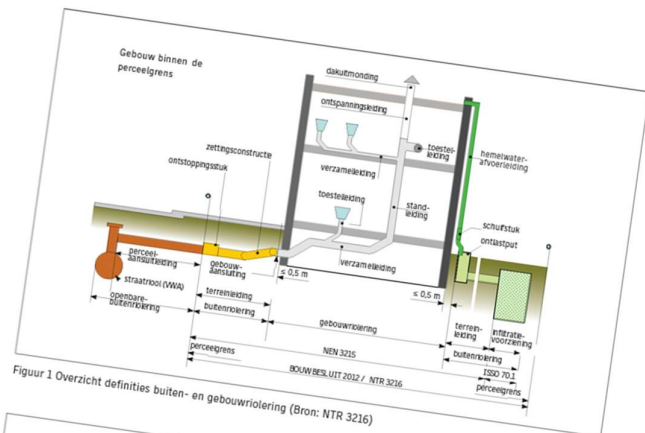 Gebouw binnen de
perceelgrens
dakuitmonding
ontspanningsleiding
zettingsconstructie
ontstoppingsstuk
toestel-
leiding
hemelwater-
afvoerleiding
verzamelleiding
toestelleiding
stand-
leiding
schuifstuk
ontlastput
perceel-
aansluitleiding
gebouw-
aansluiting
≤ 0,5 m
verzamelleiding
straatriool (VWA)
terreinleiding
≤ 0,5 m
openbare-
buitenriolering
buitenriolering
gebouwriolering
terrein-
leiding
infiltratie-
voorziening
buitenriolering
perceelgrens
NEN 3215
ISSO 70.1
BOUWBESLUIT 2012 / NTR 3216
perceelgrens
Figuur 1 Overzicht definities buiten- en gebouwriolering (Bron: NTR 3216)